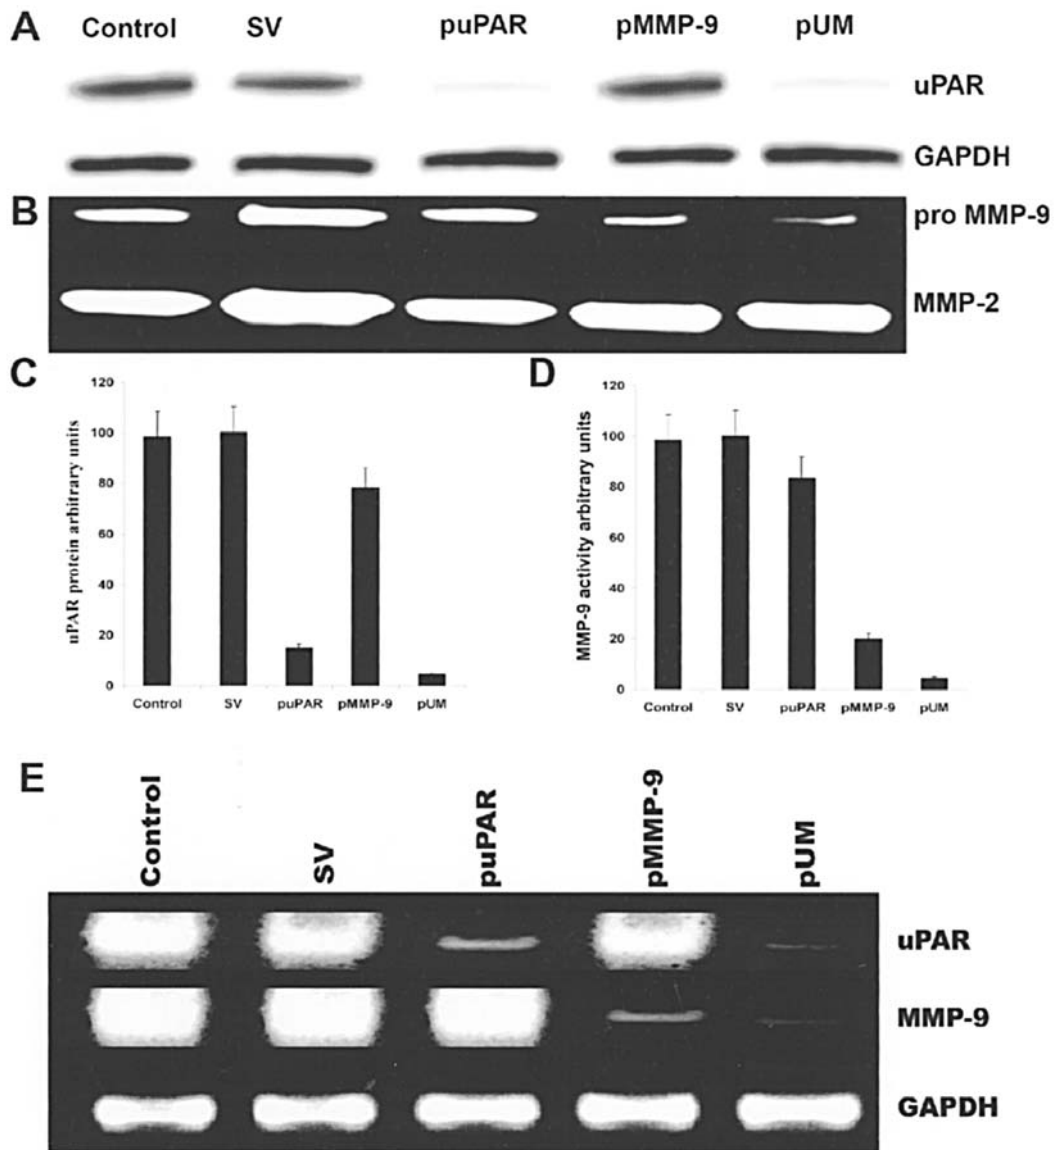 A
Control SV puPAR pMMP-9 pUM
uPAR
GAPDH
B
pro MMP-9
MMP-2
C
uPAR protein arbitrary units
120
100
80
60
40
20
0
Control SV puPAR pMMP-9 pUM
D
MMP-9 activity arbitrary units
120
100
80
60
40
20
0
Control SV puPAR pMMP-9 pUM
E
Control SV puPAR pMMP-9 pUM
uPAR
MMP-9
GAPDH